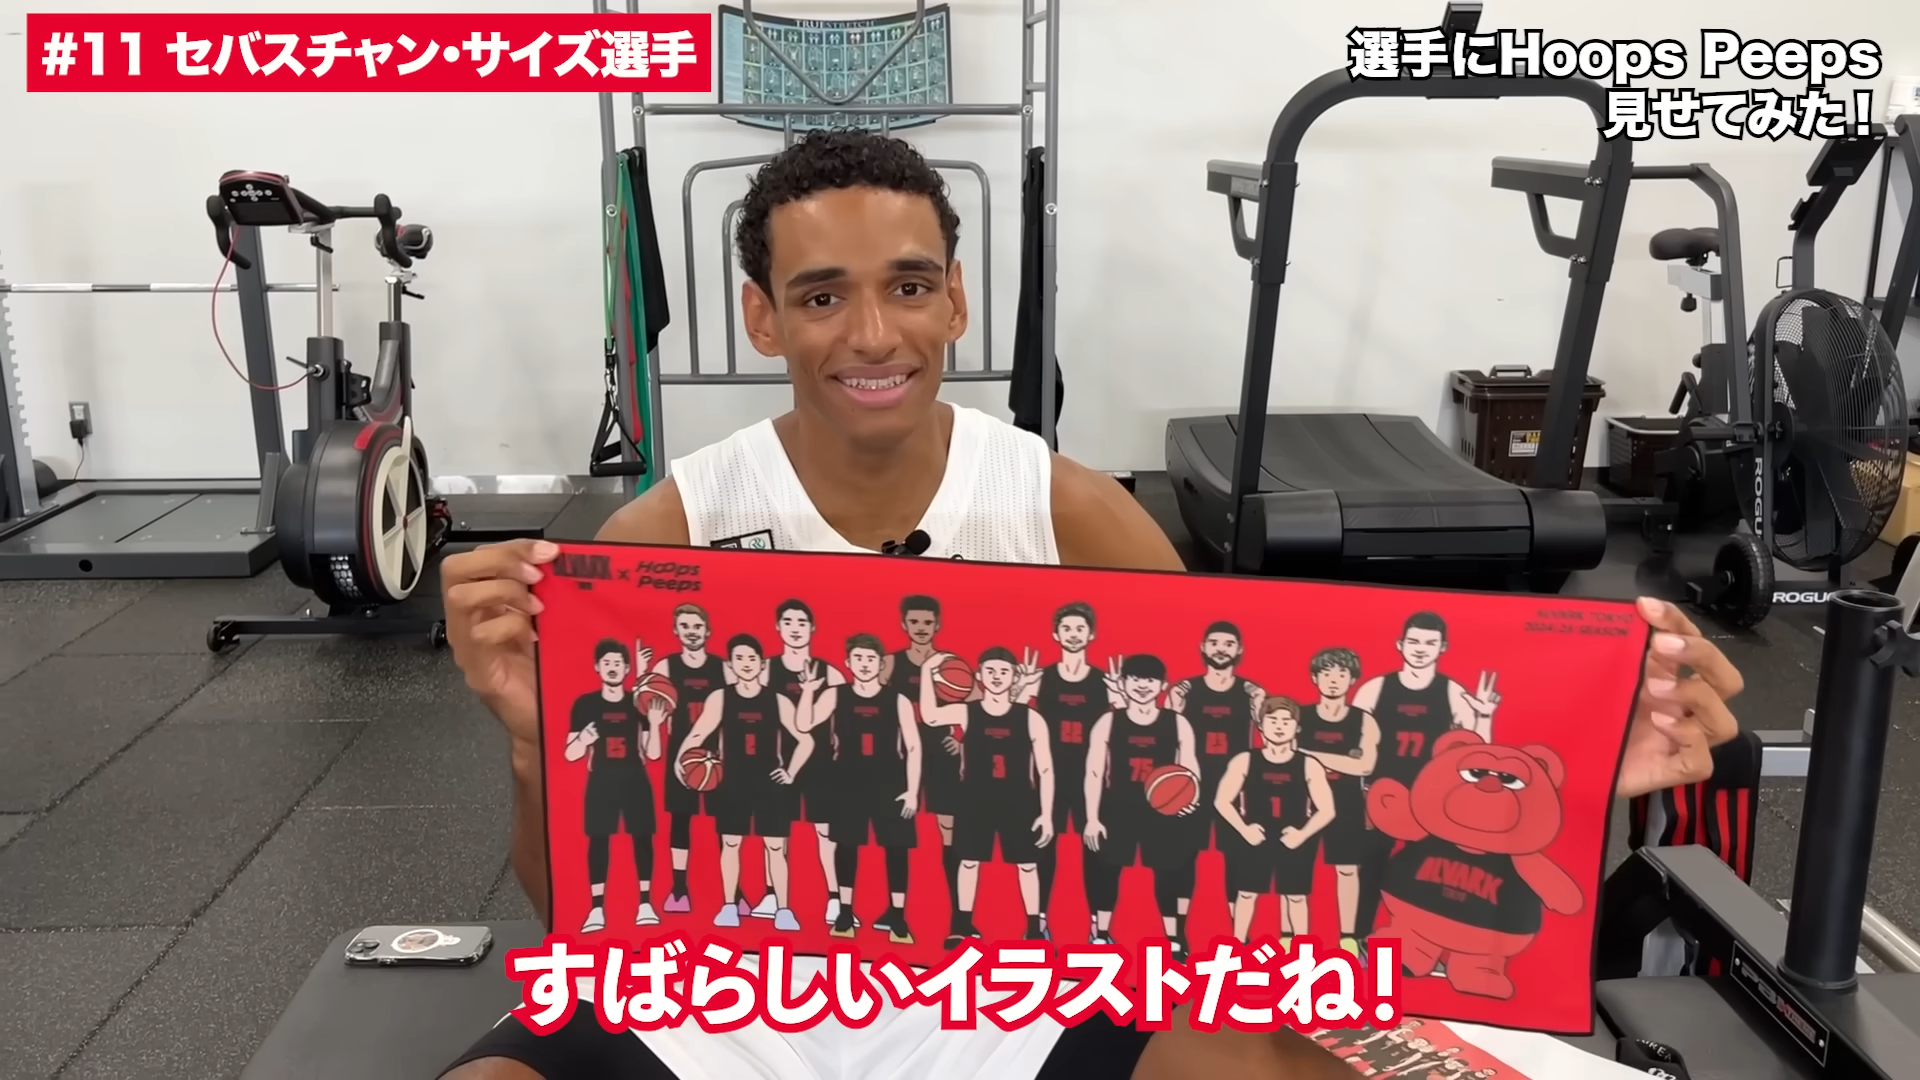 #11 セバスチャン・サイズ選手
選手にHoops Peeps
見せてみた！
TRUESTRETCH
ALVARK × Hoops Peeps
ALVARK TOKYO
2024-25 SEASON
25
2
3
22
75
23
1
77
ALVARK
ROGUE
ROGUE
すばらしいイラストだね！